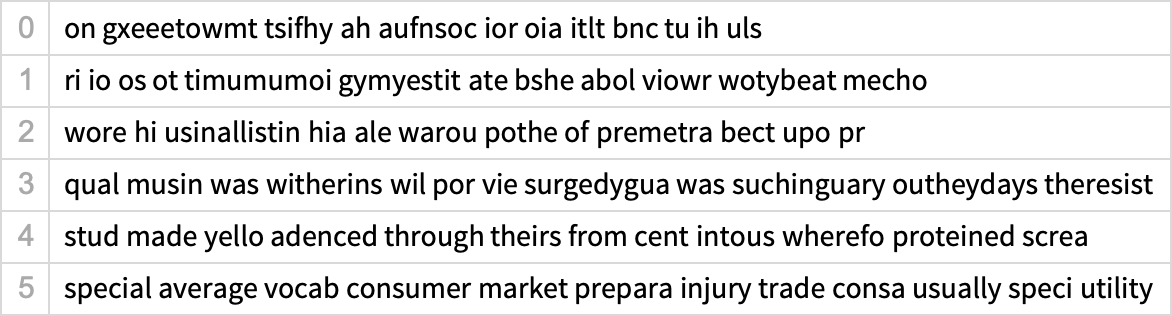 0 on gxeeetowmt tsifhy ah aufnsoc ior oia itlt bnc tu ih uls
1 ri io os ot timumumoi gymyestit ate bshe abol viowr wotybeat mecho
2 wore hi usinallistin hia ale warou pothe of premetra bect upo pr
3 qual musin was witherins wil por vie surgedygua was suchinguary outheydays theresist
4 stud made yello adenced through theirs from cent intous wherefo proteined screa
5 special average vocab consumer market prepara injury trade consa usually speci utility